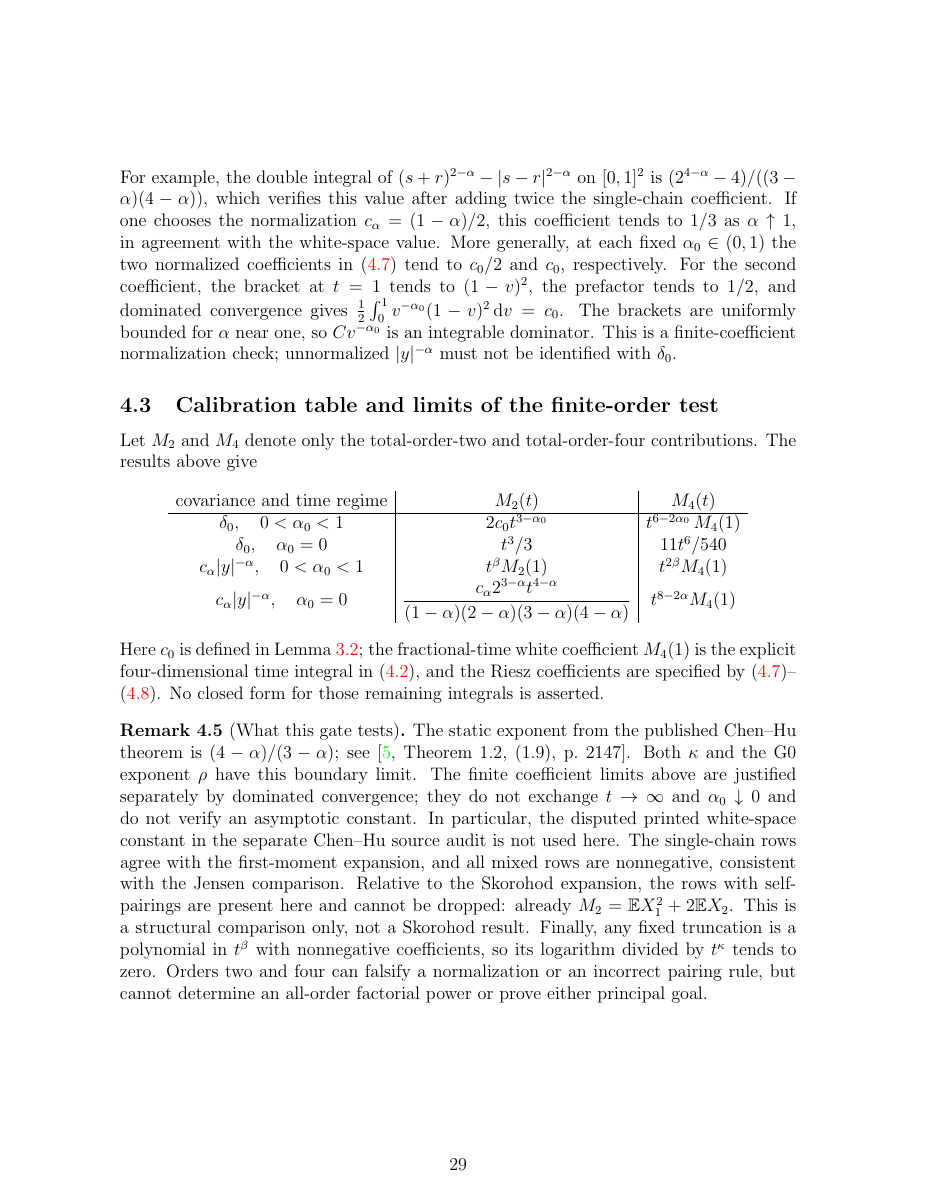 For example, the double integral of (s + r)^{2−α} − |s − r|^{2−α} on [0, 1]^2 is (2^{4−α} − 4)/((3 −
α)(4 − α)), which verifies this value after adding twice the single-chain coefficient. If
one chooses the normalization c_α = (1 − α)/2, this coefficient tends to 1/3 as α ↑ 1,
in agreement with the white-space value. More generally, at each fixed α_0 ∈ (0, 1) the
two normalized coefficients in (4.7) tend to c_0/2 and c_0, respectively. For the second
coefficient, the bracket at t = 1 tends to (1 − v)^2, the prefactor tends to 1/2, and
dominated convergence gives \frac{1}{2} ∫_0^1 v^{−α_0}(1 − v)^2 dv = c_0. The brackets are uniformly
bounded for α near one, so Cv^{−α_0} is an integrable dominator. This is a finite-coefficient
normalization check; unnormalized |y|^{−α} must not be identified with δ_0.
4.3 Calibration table and limits of the finite-order test
Let M_2 and M_4 denote only the total-order-two and total-order-four contributions. The
results above give
covariance and time regime M_2(t) M_4(t)
δ_0, 0 < α_0 < 1 2c_0t^{3−α_0} t^{6−2α_0} M_4(1)
δ_0, α_0 = 0 t^3/3 11t^6/540
c_α|y|^{−α}, 0 < α_0 < 1 t^βM_2(1) t^{2β}M_4(1)
c_α|y|^{−α}, α_0 = 0 \frac{c_α2^{3−α}t^{4−α}}{(1 − α)(2 − α)(3 − α)(4 − α)} t^{8−2α}M_4(1)
Here c_0 is defined in Lemma 3.2; the fractional-time white coefficient M_4(1) is the explicit
four-dimensional time integral in (4.2), and the Riesz coefficients are specified by (4.7)–
(4.8). No closed form for those remaining integrals is asserted.
Remark 4.5 (What this gate tests). The static exponent from the published Chen–Hu
theorem is (4 − α)/(3 − α); see [5, Theorem 1.2, (1.9), p. 2147]. Both κ and the G0
exponent ρ have this boundary limit. The finite coefficient limits above are justified
separately by dominated convergence; they do not exchange t → ∞ and α_0 ↓ 0 and
do not verify an asymptotic constant. In particular, the disputed printed white-space
constant in the separate Chen–Hu source audit is not used here. The single-chain rows
agree with the first-moment expansion, and all mixed rows are nonnegative, consistent
with the Jensen comparison. Relative to the Skorohod expansion, the rows with self-
pairings are present here and cannot be dropped: already M_2 = 𝔼X_1^2 + 2𝔼X_2. This is
a structural comparison only, not a Skorohod result. Finally, any fixed truncation is a
polynomial in t^β with nonnegative coefficients, so its logarithm divided by t^κ tends to
zero. Orders two and four can falsify a normalization or an incorrect pairing rule, but
cannot determine an all-order factorial power or prove either principal goal.
29